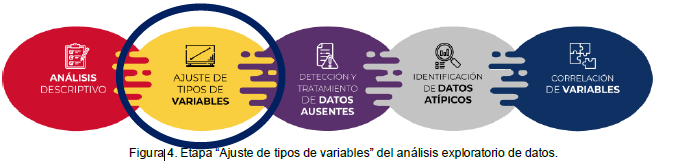 ANÁLISIS
DESCRIPTIVO
AJUSTE DE
TIPOS DE
VARIABLES
DETECCIÓN Y
TRATAMIENTO
DE DATOS
AUSENTES
IDENTIFICACIÓN
DE DATOS
ATÍPICOS
CORRELACIÓN
DE VARIABLES
Figura 4. Etapa "Ajuste de tipos de variables" del análisis exploratorio de datos.